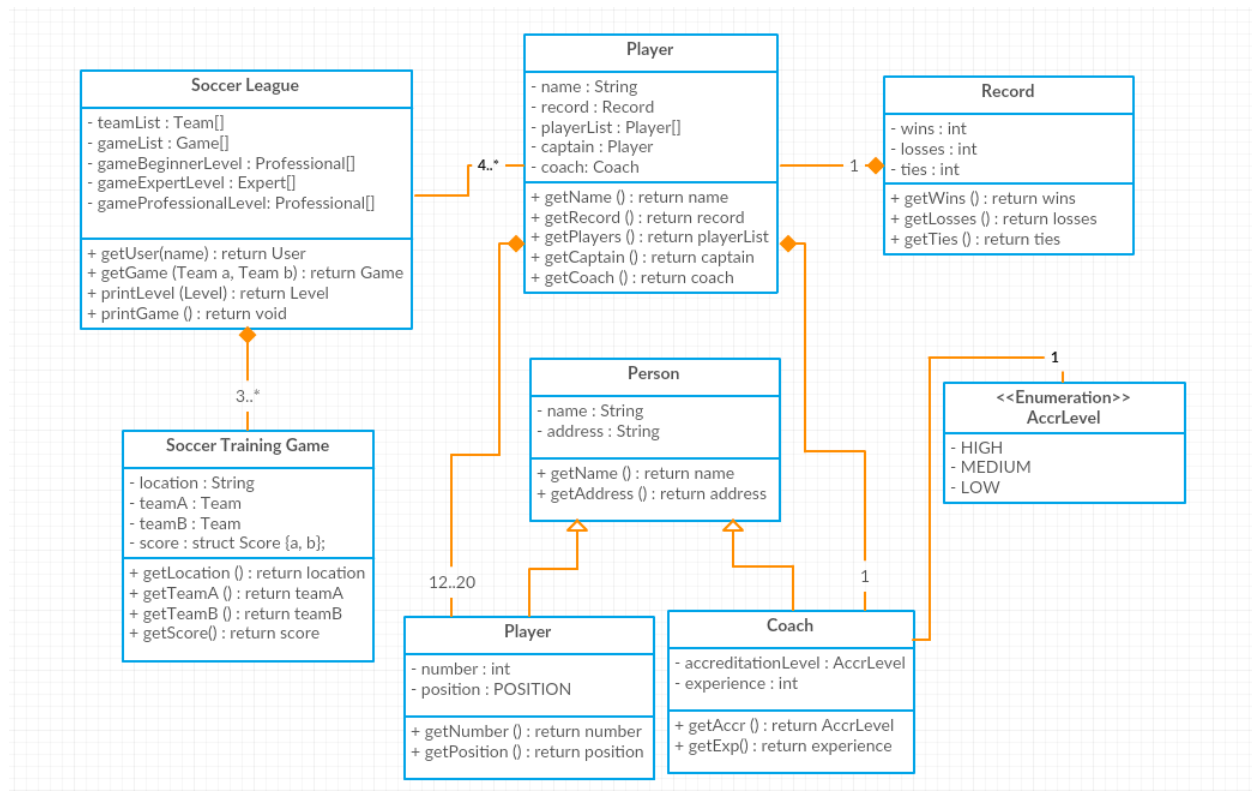 Soccer League
- teamList : Team[]
- gameList : Game[]
- gameBeginnerLevel : Professional[]
- gameExpertLevel : Expert[]
- gameProfessionalLevel: Professional[]
+ getUser(name) : return User
+ getGame (Team a, Team b) : return Game
+ printLevel (Level) : return Level
+ printGame () : return void
4..*
Player
- name : String
- record : Record
- playerList : Player[]
- captain : Player
- coach: Coach
+ getName () : return name
+ getRecord () : return record
+ getPlayers () : return playerList
+ getCaptain () : return captain
+ getCoach () : return coach
1
Record
- wins : int
- losses : int
- ties : int
+ getWins () : return wins
+ getLosses () : return losses
+ getTies () : return ties
3..*
Soccer Training Game
- location : String
- teamA : Team
- teamB : Team
- score : struct Score {a, b};
+ getLocation () : return location
+ getTeamA () : return teamA
+ getTeamB () : return teamB
+ getScore() : return score
Person
- name : String
- address : String
+ getName () : return name
+ getAddress () : return address
1
<<Enumeration>>
AccrLevel
- HIGH
- MEDIUM
- LOW
12..20
1
Player
- number : int
- position : POSITION
+ getNumber () : return number
+ getPosition () : return position
Coach
- accreditationLevel : AccrLevel
- experience : int
+ getAccr () : return AccrLevel
+ getExp() : return experience